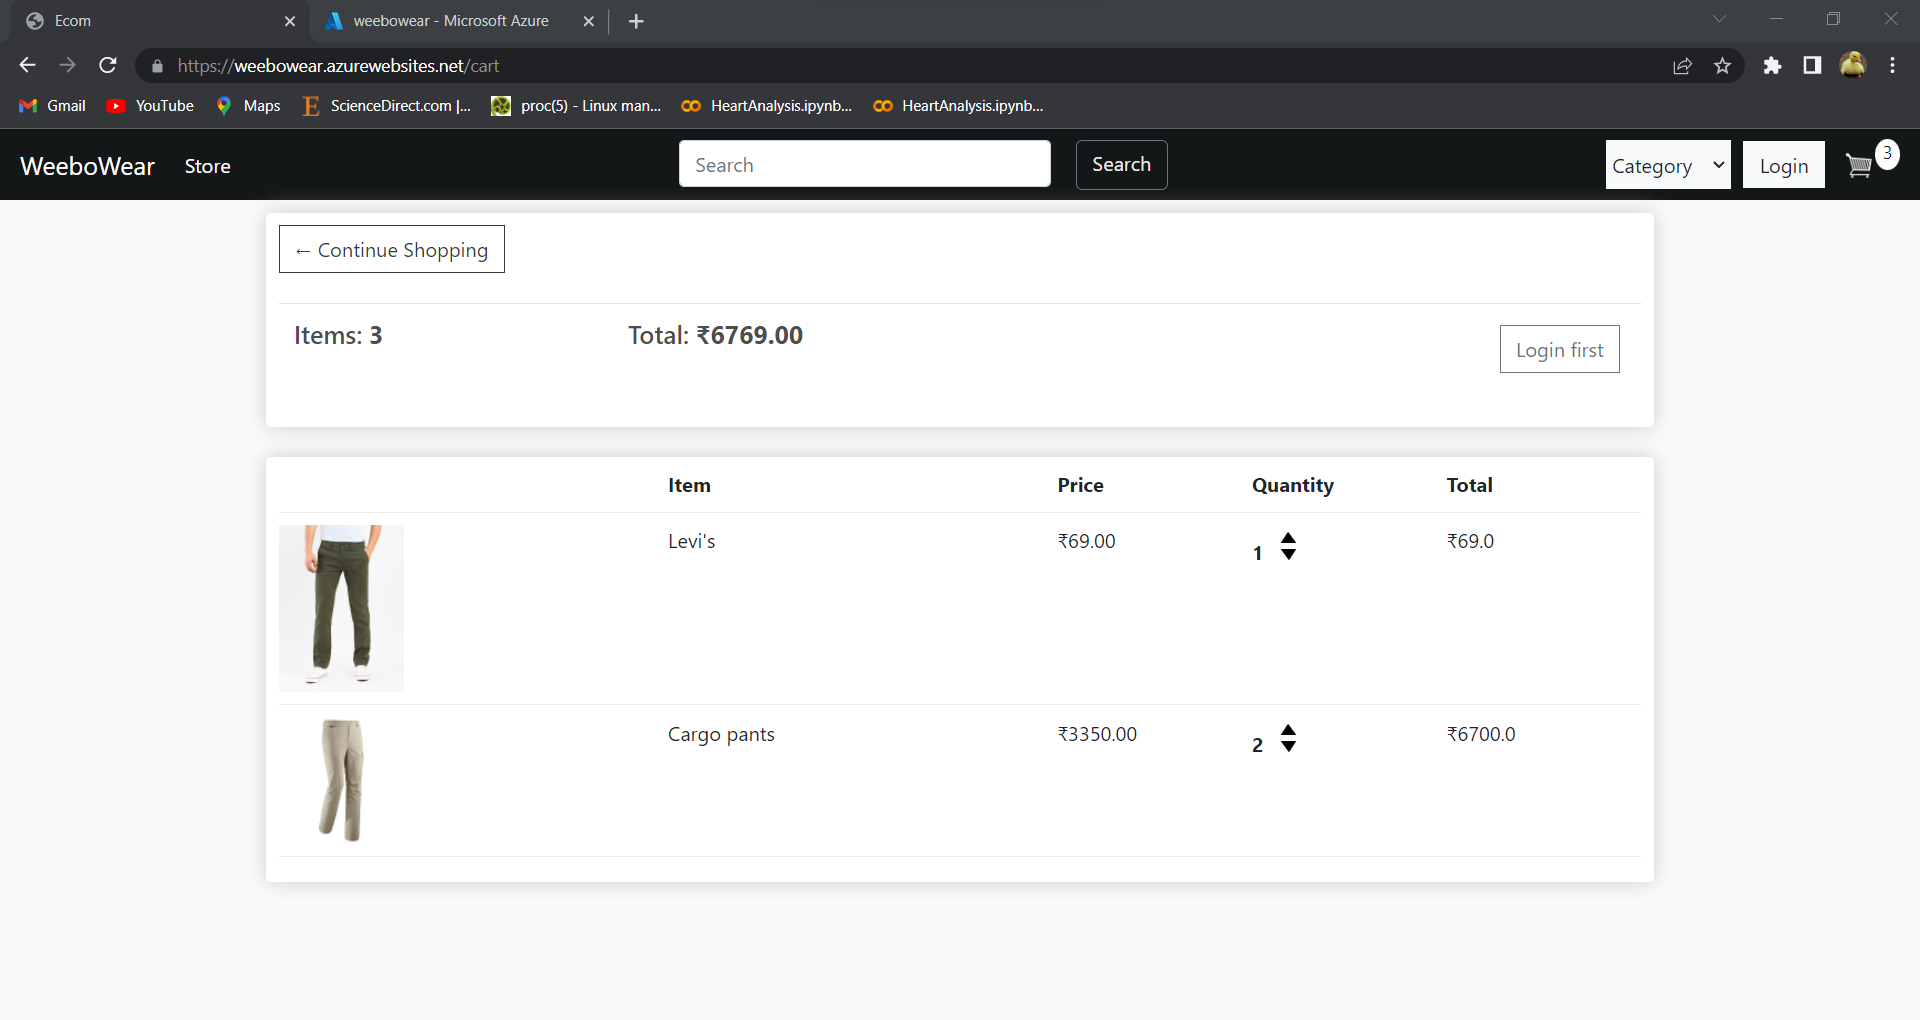 Ecom
weebowear - Microsoft Azure
https://weebowear.azurewebsites.net/cart
Gmail YouTube Maps ScienceDirect.com |... proc(5) - Linux man... HeartAnalysis.ipynb... HeartAnalysis.ipynb...
WeeboWear Store Search Search Category Login 3
← Continue Shopping
Items: 3 Total: ₹6769.00 Login first
Item Price Quantity Total
Levi's ₹69.00 1 ₹69.0
Cargo pants ₹3350.00 2 ₹6700.0